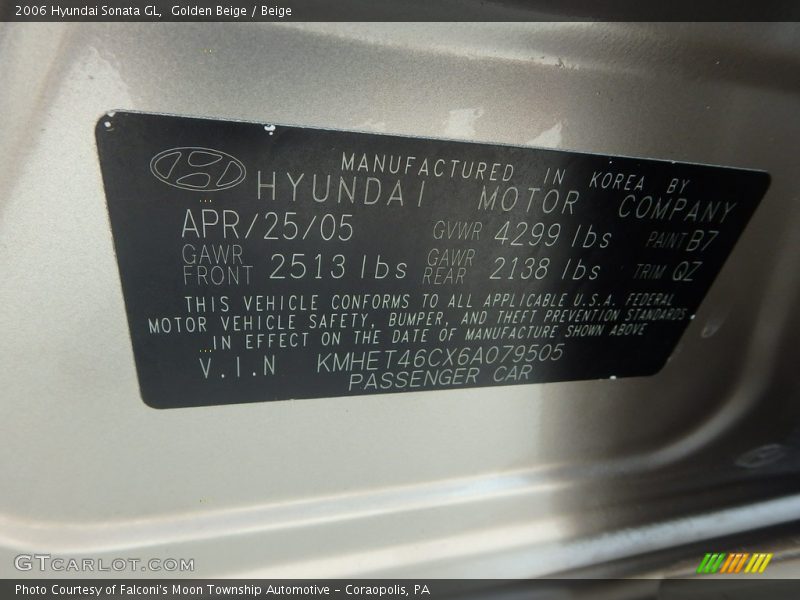 2006 Hyundai Sonata GL,  Golden Beige / Beige
MANUFACTURED IN KOREA BY
HYUNDAI MOTOR COMPANY
APR/25/05 GVWR 4299 lbs PAINT B7
GAWR FRONT 2513 lbs GAWR REAR 2138 lbs TRIM QZ
THIS VEHICLE CONFORMS TO ALL APPLICABLE U.S.A. FEDERAL
MOTOR VEHICLE SAFETY, BUMPER, AND THEFT PREVENTION STANDARDS
IN EFFECT ON THE DATE OF MANUFACTURE SHOWN ABOVE
V.I.N KMHET46CX6A079505
PASSENGER CAR
GTCARLOT.COM
Photo Courtesy of Falconi's Moon Township Automotive – Coraopolis, PA